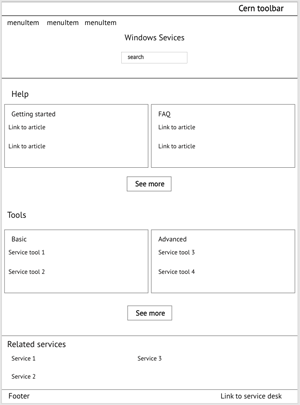 Cern toolbar
menuItem menuItem menuItem
Windows Sevices
search
Help
Getting started
Link to article
Link to article
FAQ
Link to article
Link to article
See more
Tools
Basic
Service tool 1
Service tool 2
Advanced
Service tool 3
Service tool 4
See more
Related services
Service 1
Service 3
Service 2
Footer
Link to service desk